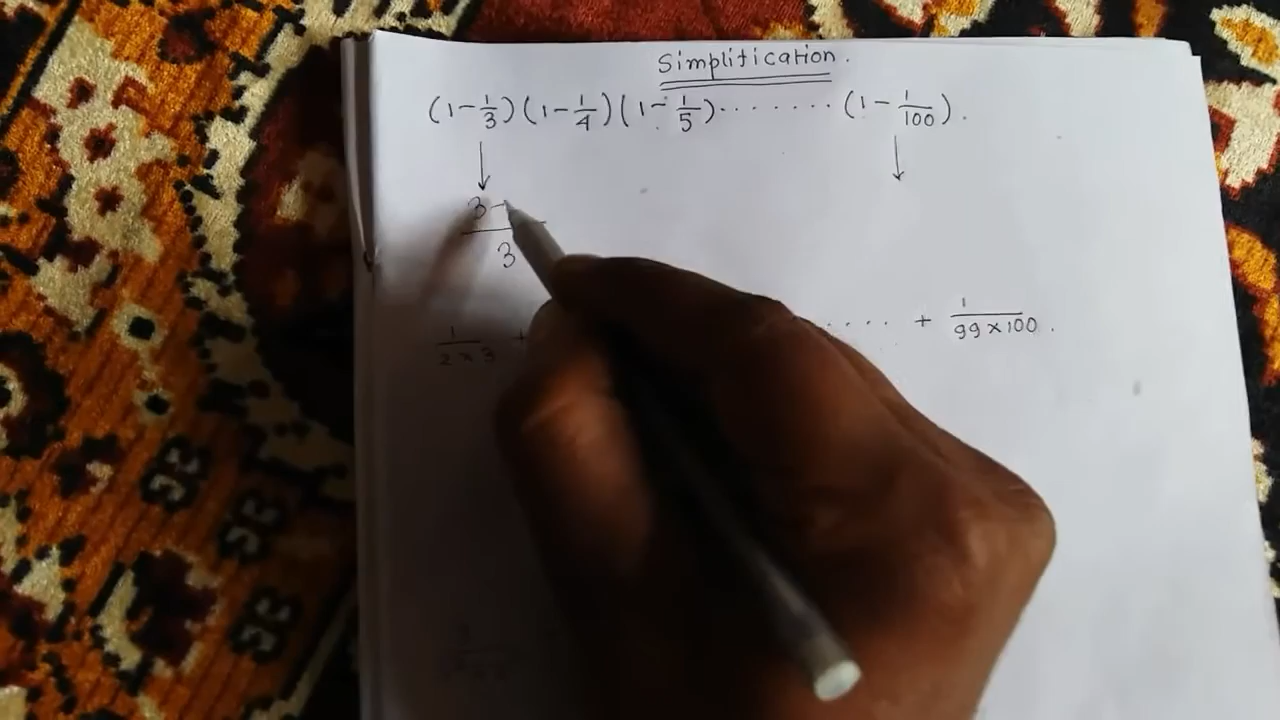 Simplification.
(1-1/3)(1-1/4)(1-1/5)........(1-1/100).
3-
3
1/2×3 + .... + 1/99×100.